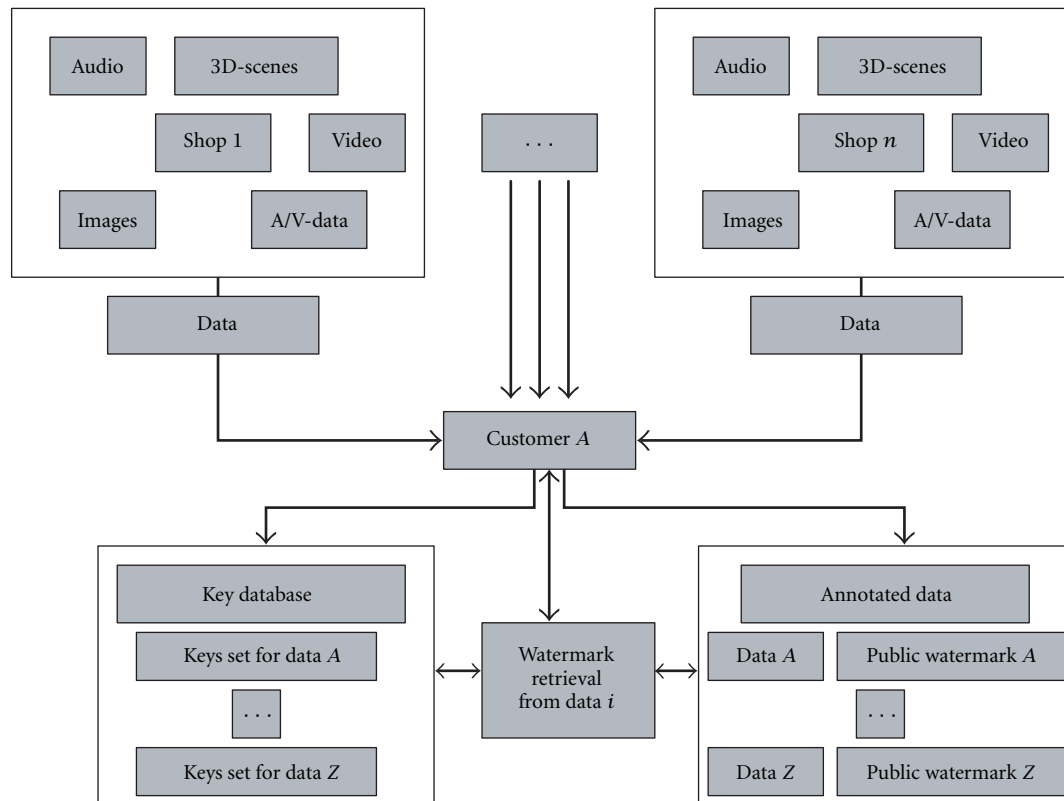 Audio
3D-scenes
Shop 1
Video
Images
A/V-data
Data
. . .
Audio
3D-scenes
Shop n
Video
Images
A/V-data
Data
Customer A
Key database
Keys set for data A
. . .
Keys set for data Z
Watermark
retrieval
from data i
Annotated data
Data A
Public watermark A
. . .
Data Z
Public watermark Z